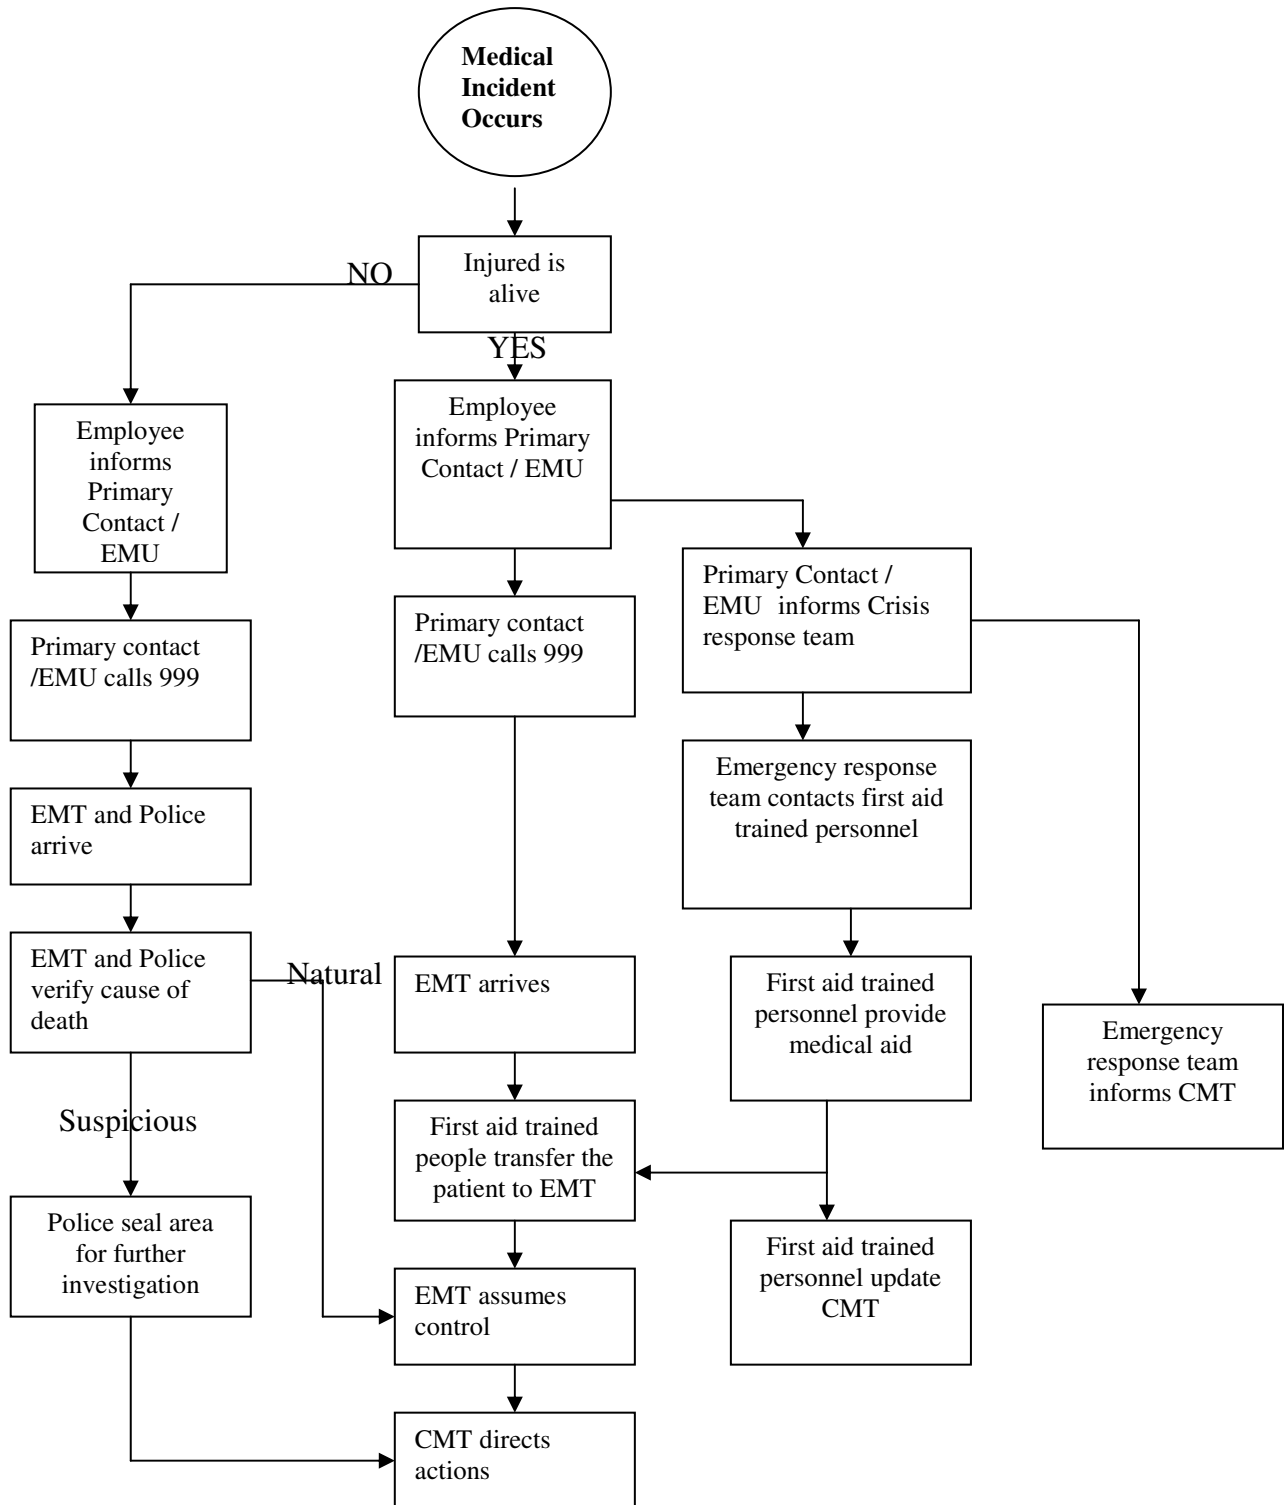 Medical
Incident
Occurs
Injured is
alive
NO
YES
Employee
informs
Primary
Contact /
EMU
Employee
informs Primary
Contact / EMU
Primary Contact /
EMU informs Crisis
response team
Primary contact
/EMU calls 999
Primary contact
/EMU calls 999
Emergency response
team contacts first aid
trained personnel
EMT and Police
arrive
EMT and Police
verify cause of
death
Natural
EMT arrives
First aid trained
personnel provide
medical aid
Emergency
response team
informs CMT
Suspicious
First aid trained
people transfer the
patient to EMT
Police seal area
for further
investigation
First aid trained
personnel update
CMT
EMT assumes
control
CMT directs
actions